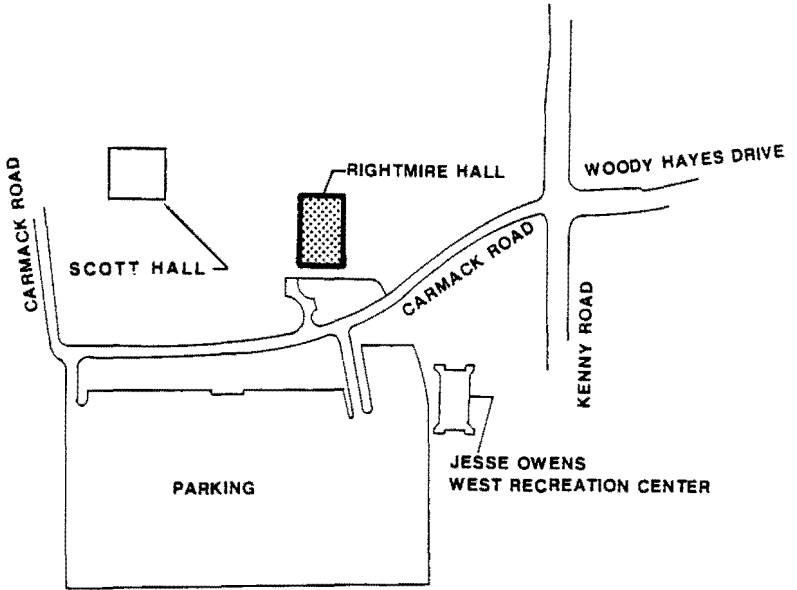 WOODY HAYES DRIVE
RIGHTMIRE HALL
CARMACK ROAD
SCOTT HALL
CARMACK ROAD
KENNY ROAD
JESSE OWENS
WEST RECREATION CENTER
PARKING